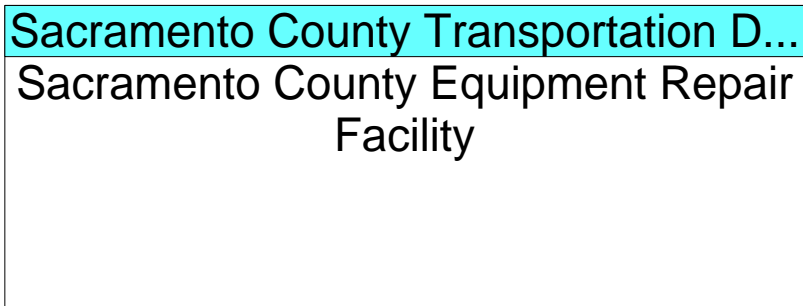 Sacramento County Transportation D...
Sacramento County Equipment Repair
Facility